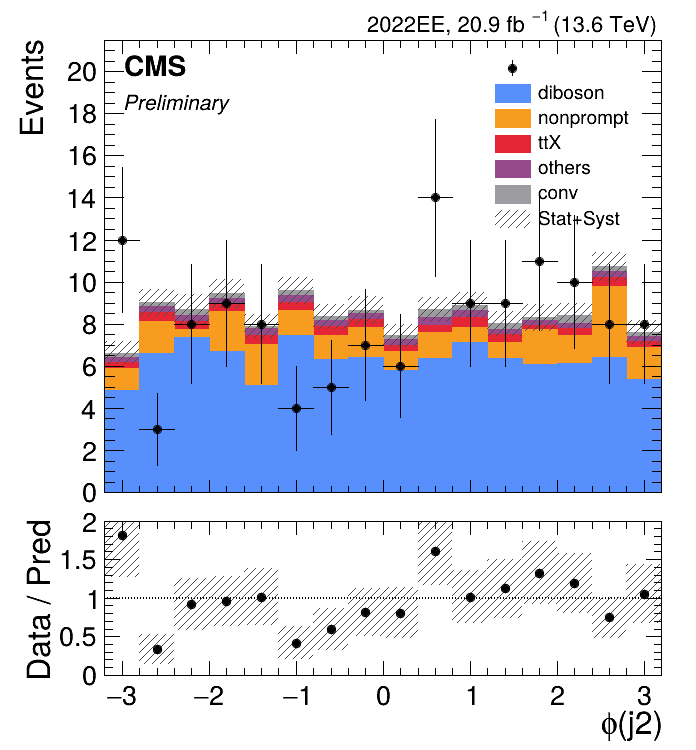 2022EE, 20.9 fb⁻¹ (13.6 TeV)
Events
CMS
Preliminary
diboson
nonprompt
ttX
others
conv
Stat+Syst
20
18
16
14
12
10
8
6
4
2
0
Data / Pred
2
1.5
1
0.5
0
−3 −2 −1 0 1 2 3
ϕ(j2)